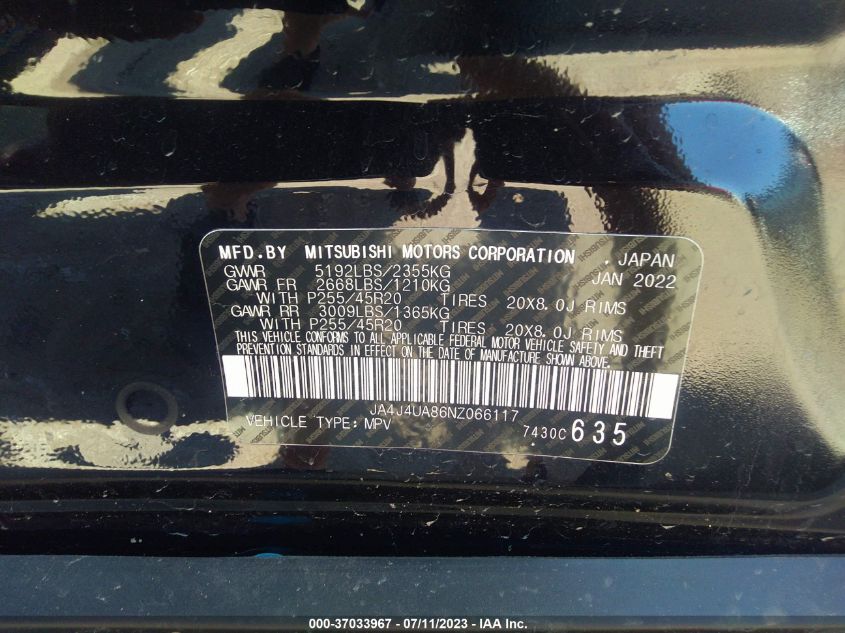 MFD.BY MITSUBISHI MOTORS CORPORATION , JAPAN
GVWR 5192LBS/2355KG JAN 2022
GAWR FR 2668LBS/1210KG
WITH P255/45R20 TIRES 20X8.0J RIMS
GAWR RR 3009LBS/1365KG
WITH P255/45R20 TIRES 20X8.0J RIMS
THIS VEHICLE CONFORMS TO ALL APPLICABLE FEDERAL MOTOR VEHICLE SAFETY AND THEFT
PREVENTION STANDARDS IN EFFECT ON THE DATE OF MANUFACTURE SHOWN ABOVE.
JA4J4UA86NZ066117
VEHICLE TYPE: MPV 7430C 635
000-37033967 - 07/11/2023 - IAA Inc.